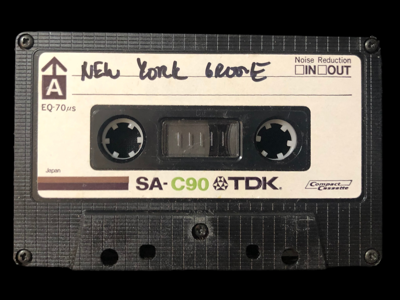 NEW YORK GROOVE
Noise Reduction
□IN□OUT
A
EQ-70µs
Japan
SA-C90 TDK.
Compact Cassette